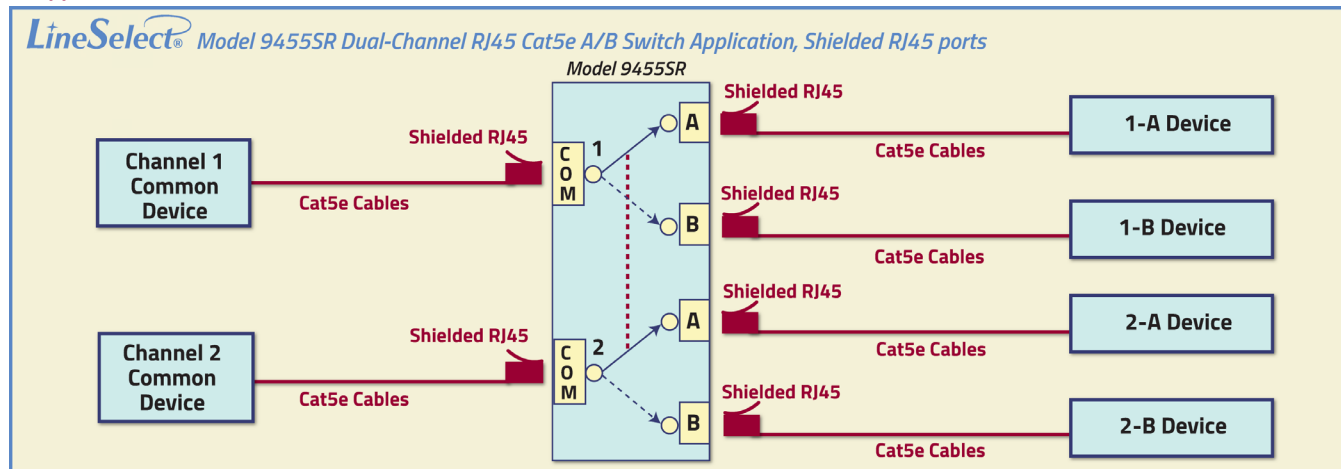 LineSelect® Model 9455SR Dual-Channel RJ45 Cat5e A/B Switch Application, Shielded RJ45 ports
Model 9455SR
Channel 1
Common
Device
Shielded RJ45
Cat5e Cables
C
O
M
1
A
B
Shielded RJ45
Cat5e Cables
1-A Device
Shielded RJ45
Cat5e Cables
1-B Device
Channel 2
Common
Device
Shielded RJ45
Cat5e Cables
C
O
M
2
A
B
Shielded RJ45
Cat5e Cables
2-A Device
Shielded RJ45
Cat5e Cables
2-B Device